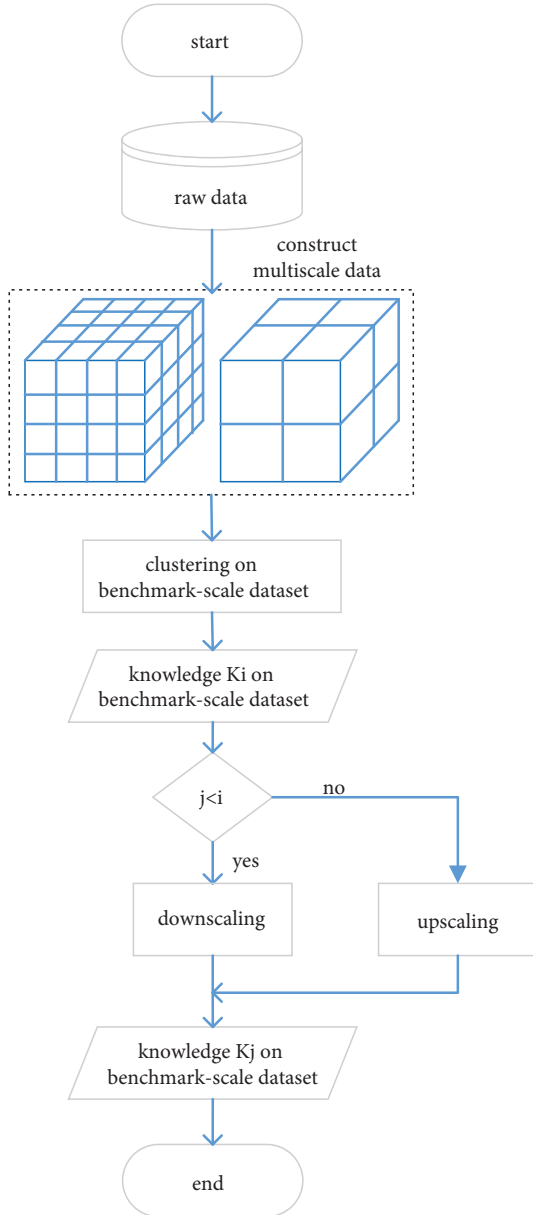 start
raw data
construct
multiscale data
clustering on
benchmark-scale dataset
knowledge Ki on
benchmark-scale dataset
j<i
no
yes
downscaling
upscaling
knowledge Kj on
benchmark-scale dataset
end